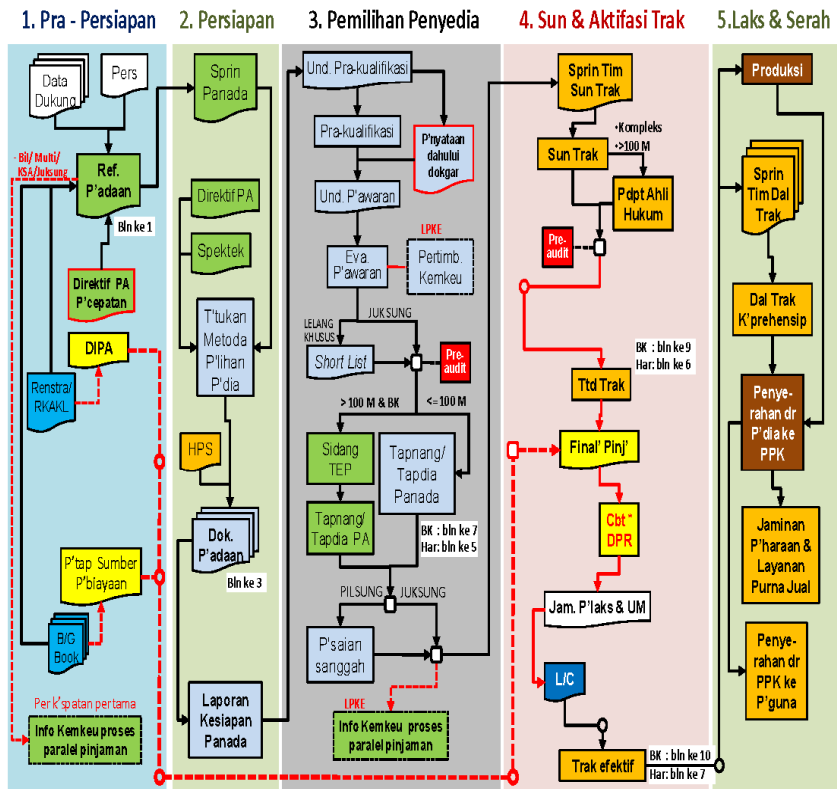 1. Pra - Persiapan
Data
Dukung
Pers
- Bil/ Multi/
KSA/Juksung
Ref.
P'adaan
Bln ke 1
Direktif PA
P'cepatan
DIPA
Renstra/
RKAKL
P'tap Sumber
P'biayaan
B/G
Book
Per k'spatan pertama
Info Kemkeu proses
paralel pinjaman
2. Persiapan
Sprin
Panada
Direktif PA
Spektek
T'tukan
Metoda
P'lihan
P'dia
HPS
Dok.
P'adaan
Bln ke 3
Laporan
Kesiapan
Panada
3. Pemilihan Penyedia
Und. Pra-kualifikasi
Pra-kualifikasi
P'nyataan
dahului
dokgar
Und. P'awaran
LPKE
Eva.
P'awaran
Pertimb.
Kemkeu
LELANG
KHUSUS
JUKSUNG
Short List
Pre-
audit
> 100 M & BK
<= 100 M
Sidang
TEP
Tapnang/
Tapdia
Panada
Tapnang/
Tapdia PA
BK : bln ke 7
Har: bln ke 5
PILSUNG
JUKSUNG
P'saian
sanggah
LPKE
Info Kemkeu proses
paralel pinjaman
4. Sun & Aktifasi Trak
Sprin Tim
Sun Trak
•Kompleks
•>100 M
Sun Trak
Pdpt Ahli
Hukum
Pre-
audit
BK : bln ke 9
Har: bln ke 6
Ttd Trak
Final' Pinj'
Cbt *
DPR
Jam. P'laks & UM
L/C
Trak efektif
BK : bln ke 10
Har: bln ke 7
5.Laks & Serah
Produksi
Sprin
Tim Dal
Trak
Dal Trak
K'prehensip
Penye-
rahan dr
P'dia ke
PPK
Jaminan
P'haraan &
Layanan
Purna Jual
Penye-
rahan dr
PPK ke
P'guna